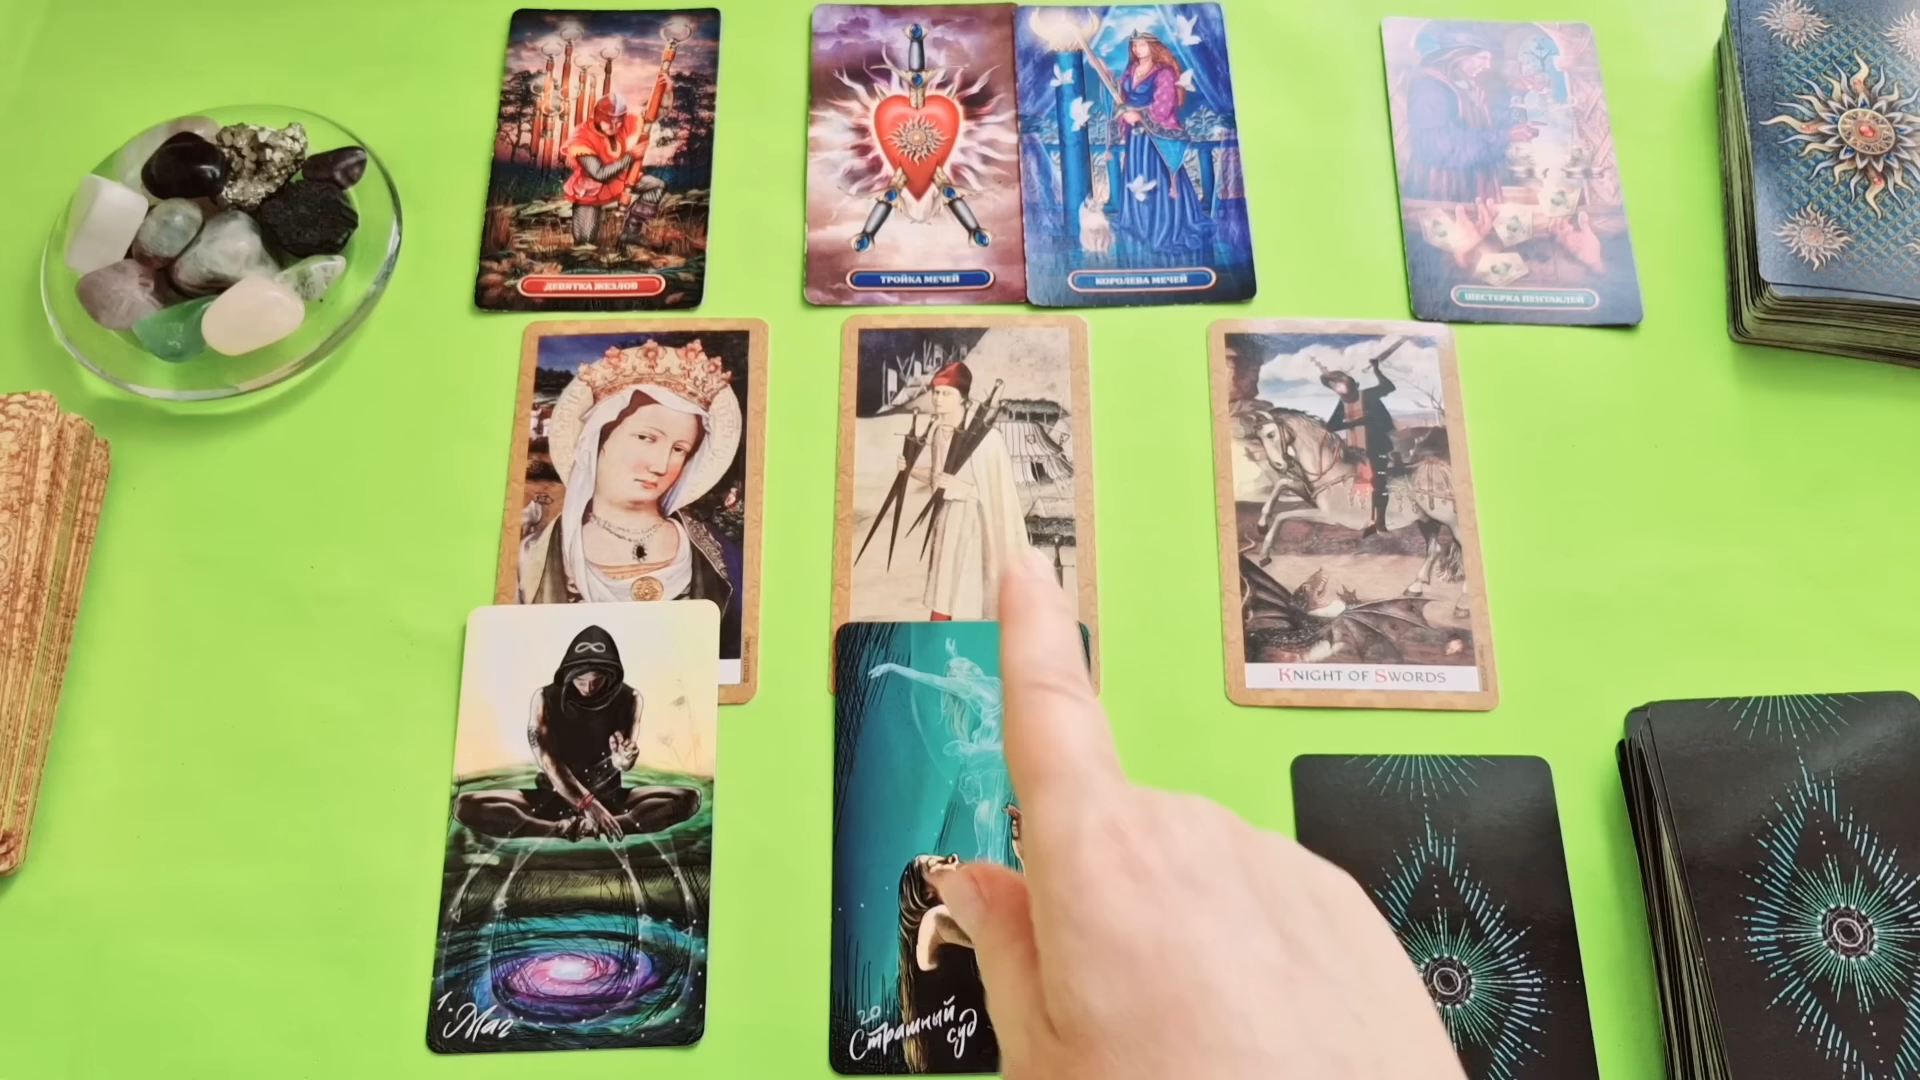 ДЕВЯТКА ЖЕЗЛОВ
ТРОЙКА МЕЧЕЙ
КОРОЛЕВА МЕЧЕЙ
ШЕСТЕРКА ПЕНТАКЛЕЙ
KNIGHT OF SWORDS
1. Маг
20
Страшный
суд